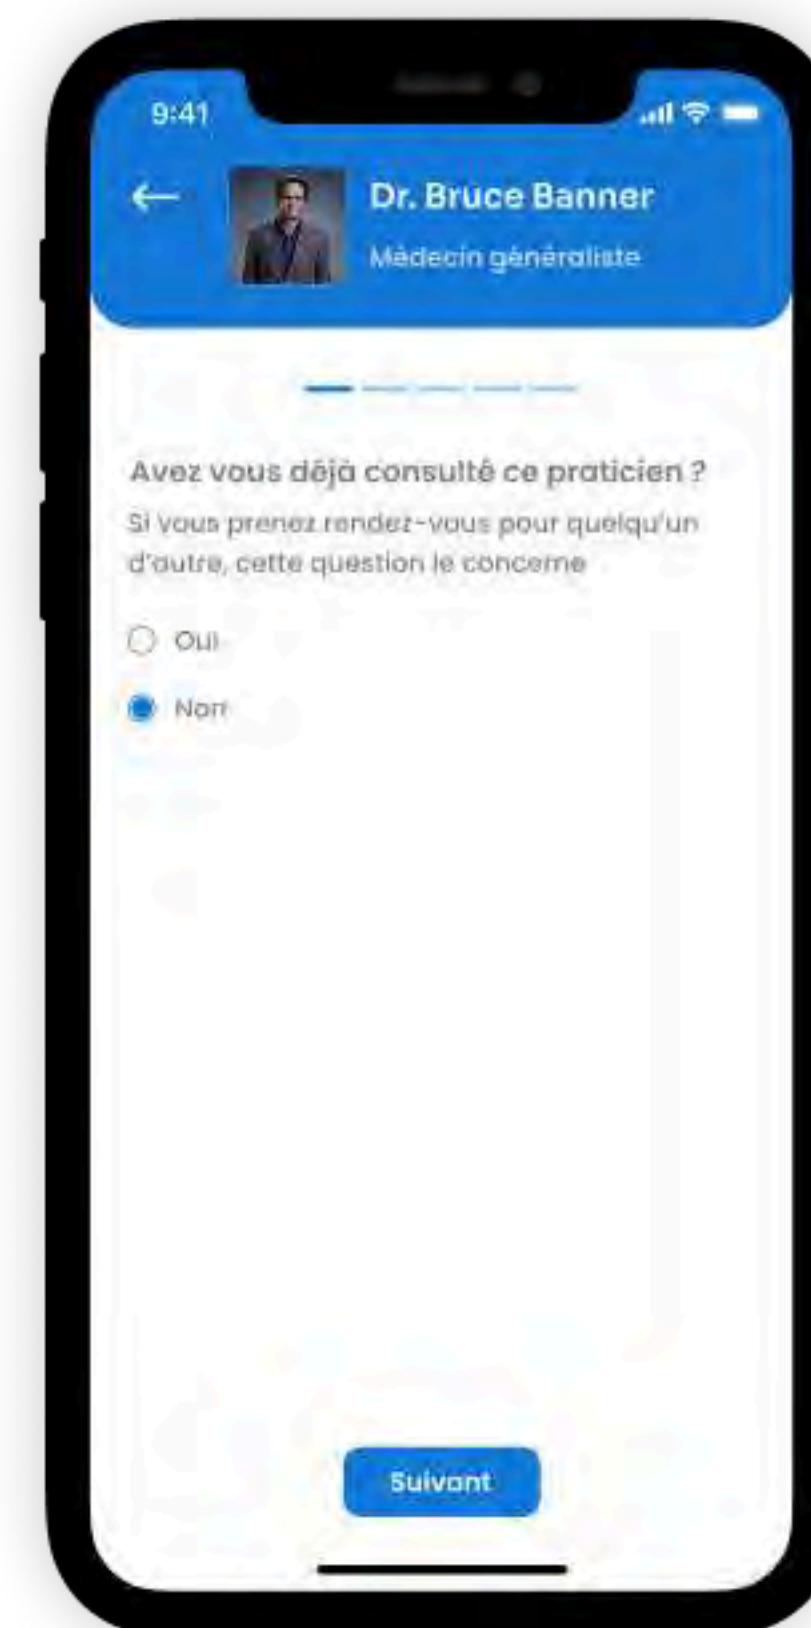 9:41
Dr. Bruce Banner
Médecin généraliste
Avez vous déjà consulté ce praticien ?
Si vous prenez rendez-vous pour quelqu'un
d'autre, cette question le concerne
Oui
Non
Suivant